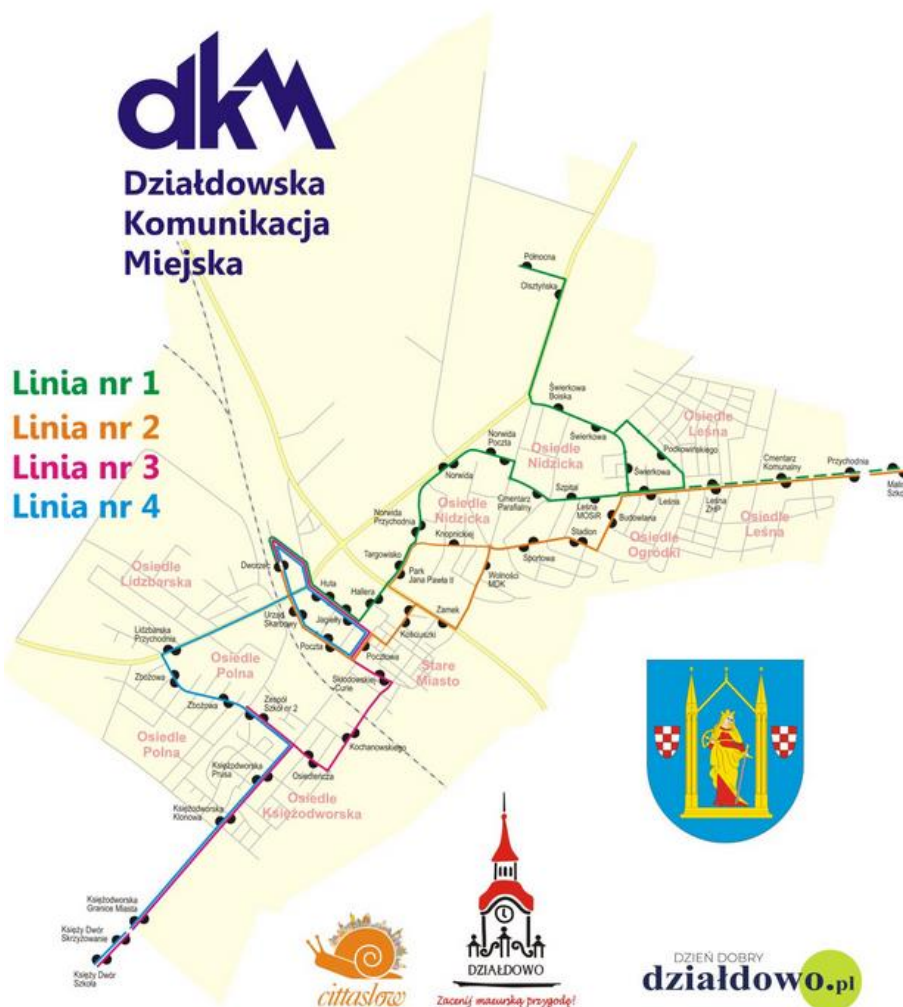 dkm
Działdowska
Komunikacja
Miejska
Linia nr 1
Linia nr 2
Linia nr 3
Linia nr 4
Północna
Olsztyńska
Świerkowa
Boiska
Świerkowa
Podkowińskiego
Osiedle
Leśna
Norwida
Poczta
Osiedle
Nidzicka
Norwida
Świerkowa
Cmentarz
Komunalny
Przychodnia
Szpital
Cmentarz
Parafialny
Leśna
MOSiR
Leśna
Leśna
ZHP
Osiedle
Nidzicka
Norwida
Przychodnia
Budowlana
Osiedle
Leśna
Knopnickiej
Stadion
Osiedle
Ogródki
Targowisko
Sportowa
Park
Jana Pawła II
Wolności
MDK
Dworzec
Osiedle
Lidzbarska
Huta
Hallera
Urząd
Skarbowy
Jagiełły
Zamek
Kościuszki
Lidzbarska
Przychodnia
Poczta
Pocztowa
Osiedle
Polna
Stare
Miasto
Skłodowskiej
-Curie
Zbożowa
Zbożowa
Zespół
Szkół nr 2
Osiedle
Polna
Kochanowskiego
Księżodworska
Prusa
Osiedleńcza
Osiedle
Księżodworska
Księżodworska
Klonowa
Księżodworska
Granice Miasta
Księży Dwór
Skrzyżowanie
Księży Dwór
Szkoła
cittaslow
DZIAŁDOWO
Zacenij mazurską przygodę!
DZIEŃ DOBRY
działdowo.pl